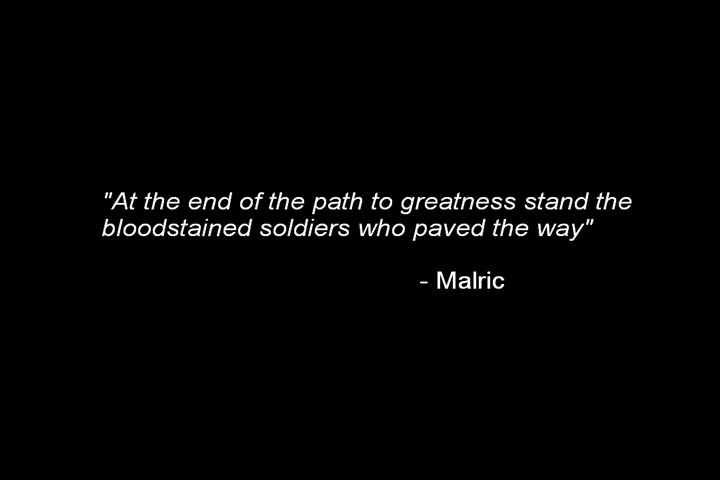 "At the end of the path to greatness stand the
bloodstained soldiers who paved the way"
- Malric